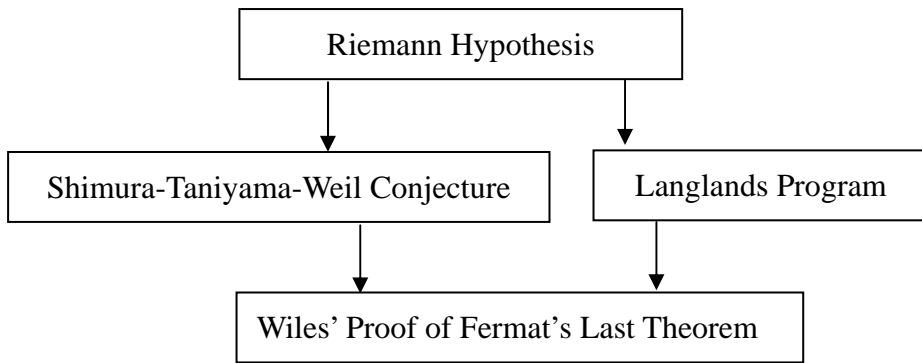 Riemann Hypothesis
Shimura-Taniyama-Weil Conjecture
Langlands Program
Wiles’ Proof of Fermat’s Last Theorem